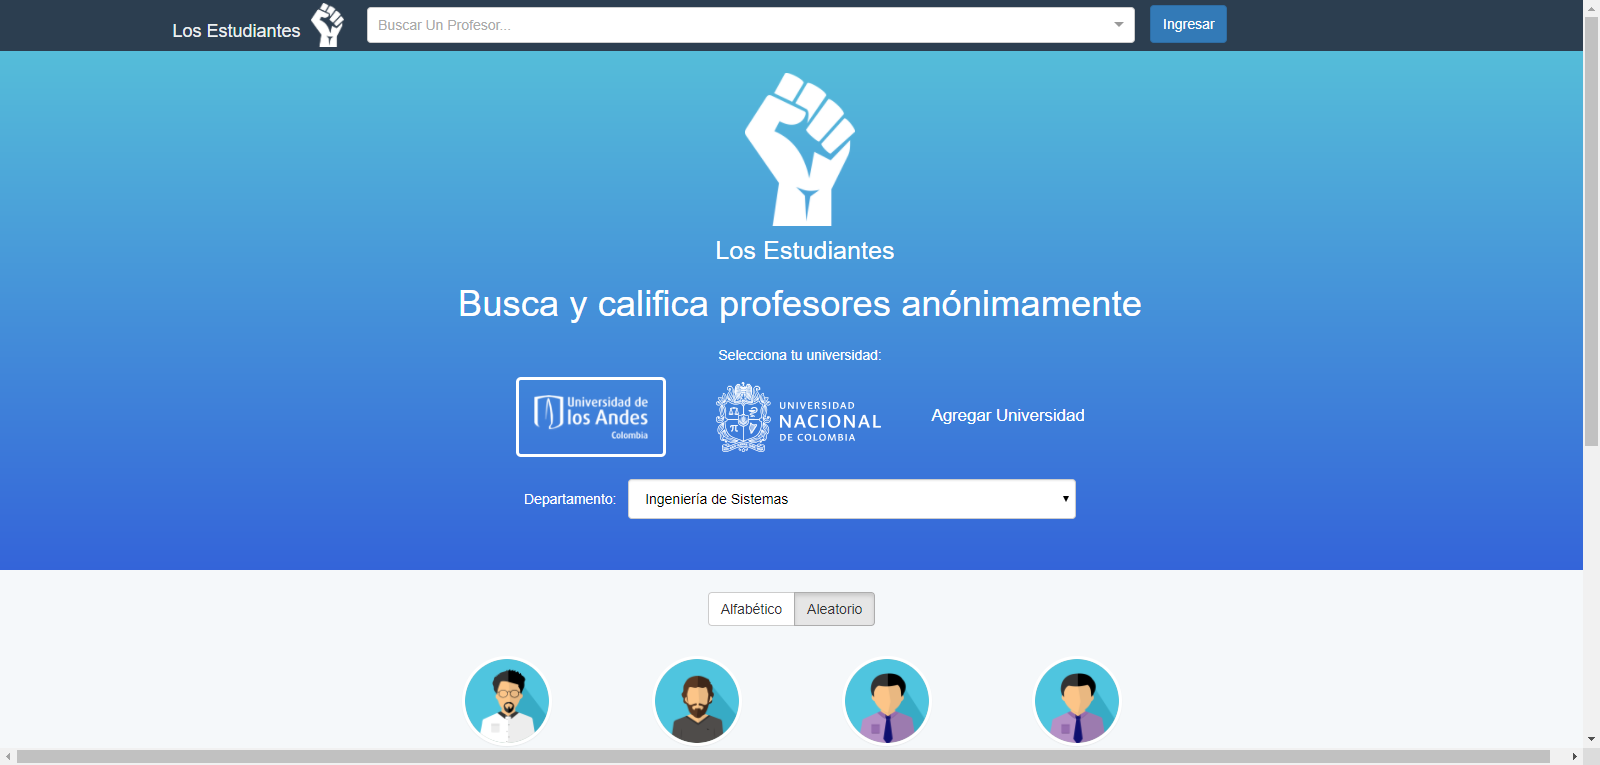 Los Estudiantes
Buscar Un Profesor...
Ingresar
Los Estudiantes
Busca y califica profesores anónimamente
Selecciona tu universidad:
Universidad de
los Andes
Colombia
UNIVERSIDAD
NACIONAL
DE COLOMBIA
Agregar Universidad
Departamento:
Ingeniería de Sistemas
Alfabético
Aleatorio